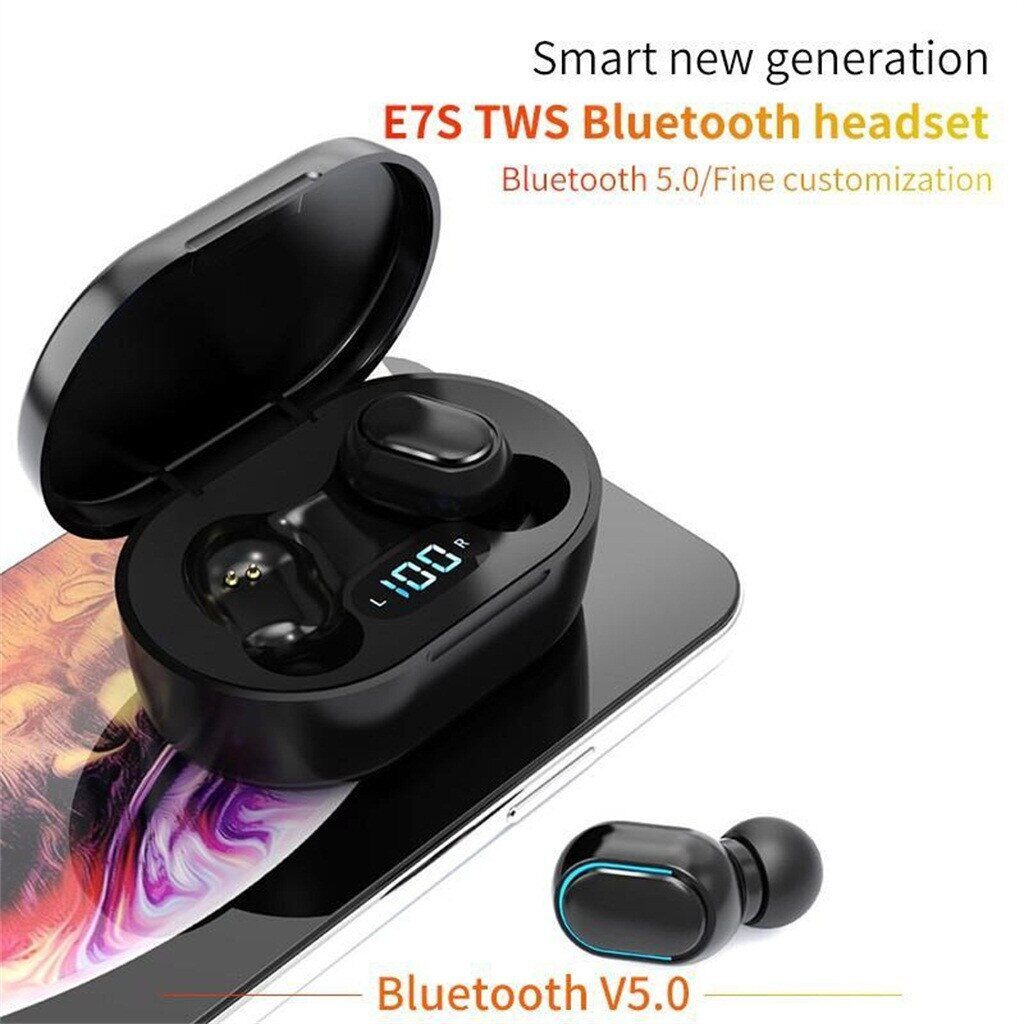 Smart new generation
E7S TWS Bluetooth headset
Bluetooth 5.0/Fine customization
L 100 R
Bluetooth V5.0